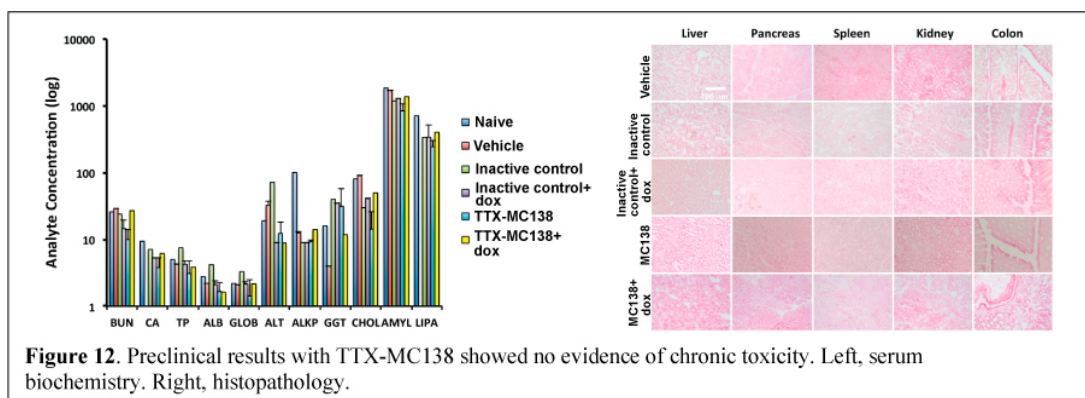 10000
1000
100
10
1
Analyte Concentration (log)
BUN CA TP ALB GLOB ALT ALKP GGT CHOL AMYL LIPA
Naive
Vehicle
Inactive control
Inactive control+
dox
TTX-MC138
TTX-MC138+
dox
Liver Pancreas Spleen Kidney Colon
Vehicle
Inactive
control
Inactive
control+
dox
MC138
MC138+
dox
Figure 12. Preclinical results with TTX-MC138 showed no evidence of chronic toxicity. Left, serum
biochemistry. Right, histopathology.